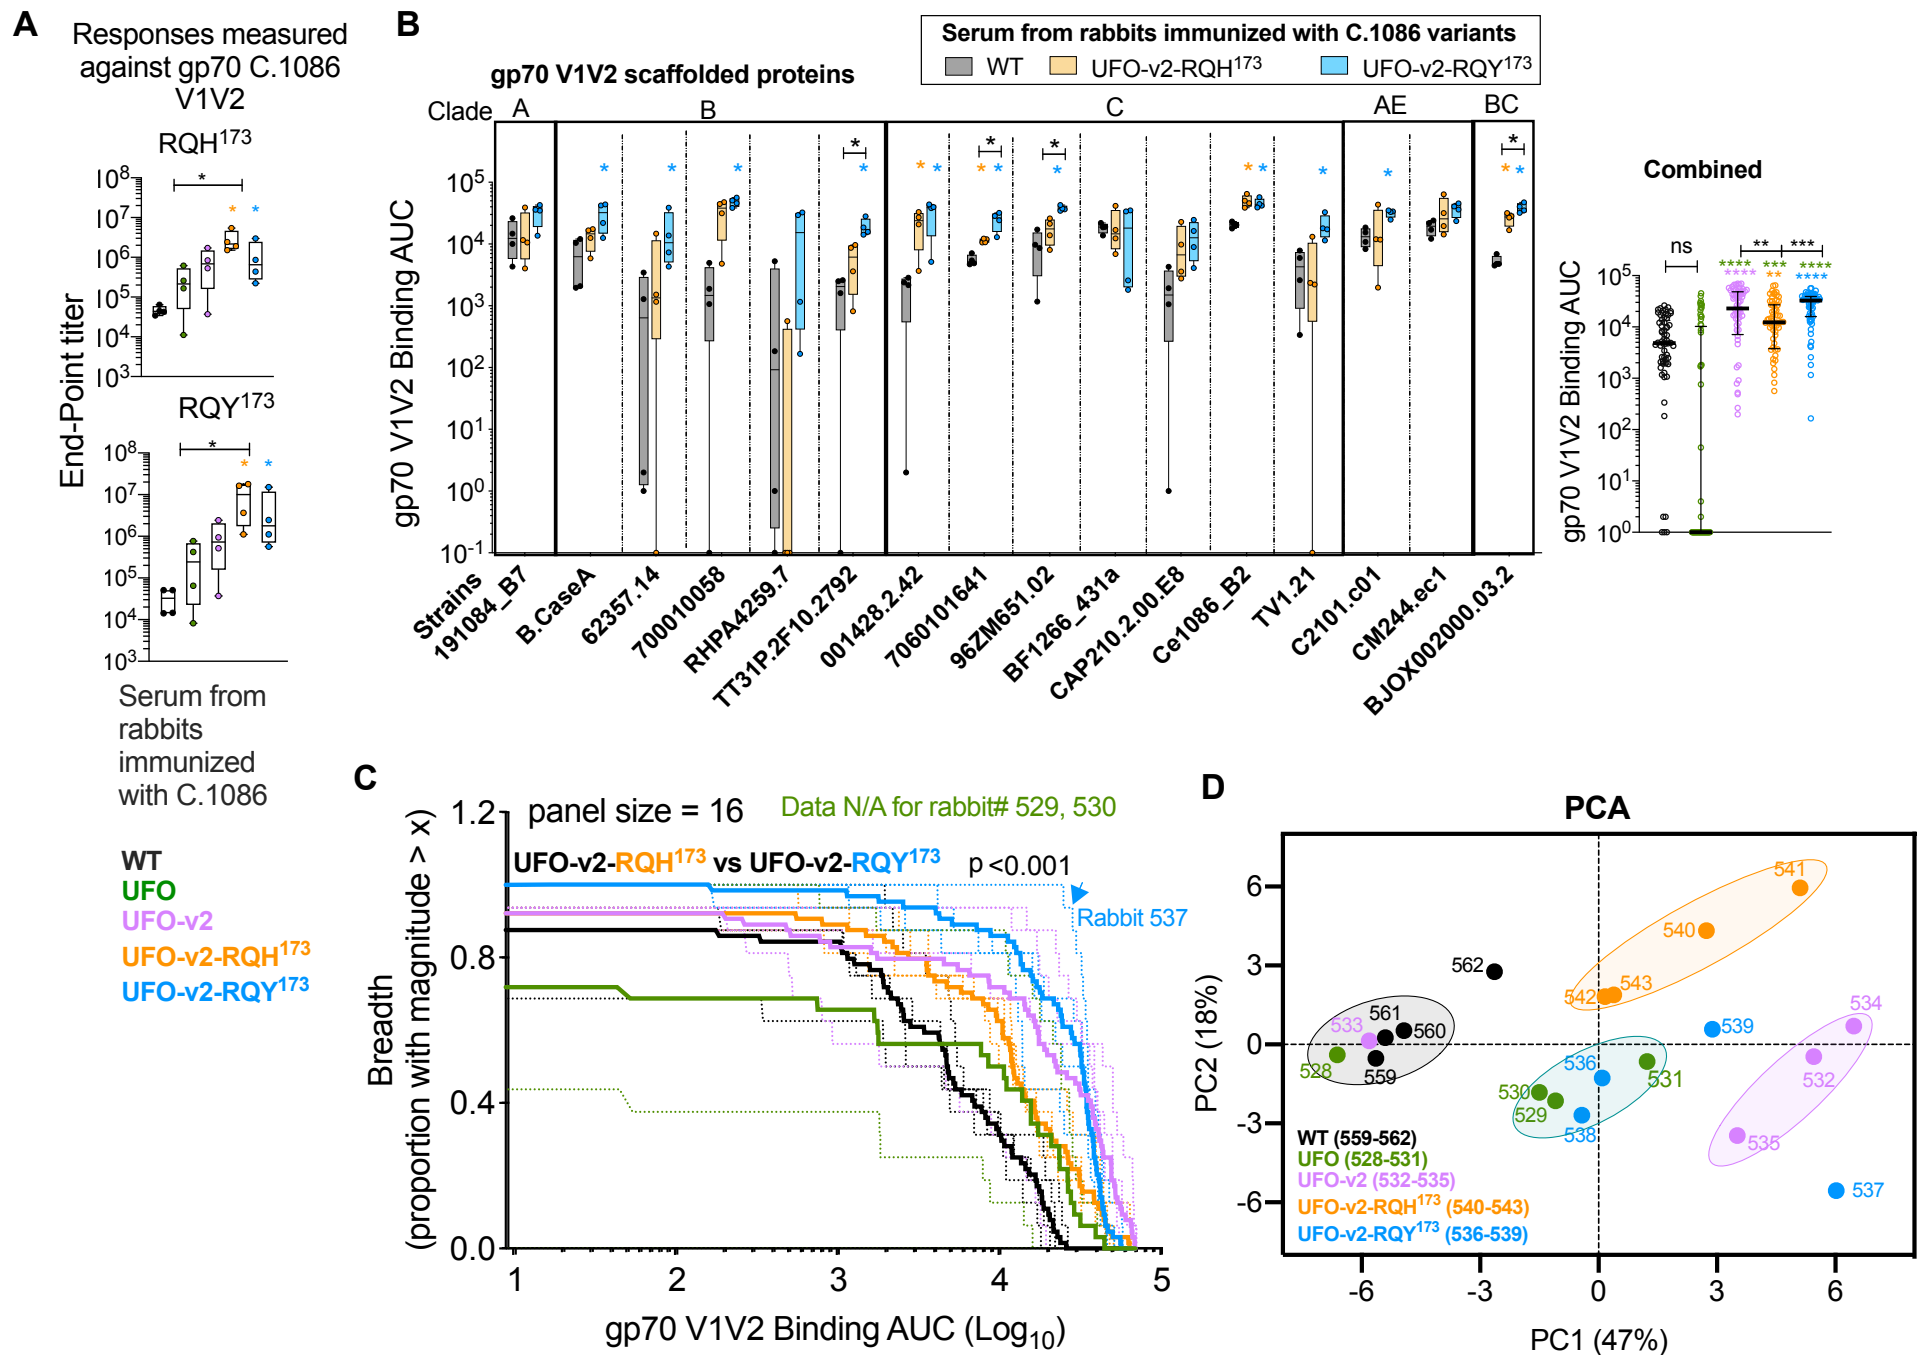 A
Responses measured
against gp70 C.1086
V1V2
RQH173
10^8
10^7
10^6
10^5
10^4
10^3
*
*
*
RQY173
10^8
10^7
10^6
10^5
10^4
10^3
*
*
*
End-Point titer
Serum from
rabbits
immunized
with C.1086
WT
UFO
UFO-v2
UFO-v2-RQH173
UFO-v2-RQY173
B
Serum from rabbits immunized with C.1086 variants
WT
UFO-v2-RQH173
UFO-v2-RQY173
gp70 V1V2 scaffolded proteins
Clade
A
B
C
AE
BC
gp70 V1V2 Binding AUC
10^5
10^4
10^3
10^2
10^1
10^0
10^-1
* * * * * * * * * * * * * * * * * * * *
Strains
191084_B7
B.CaseA
62357.14
700010058
RHPA4259.7
TT31P.2F10.2792
001428.2.42
7060101641
96ZM651.02
BF1266_431a
CAP210.2.00.E8
Ce1086_B2
TV1.21
C2101.c01
CM244.ec1
BJOX002000.03.2
Combined
gp70 V1V2 Binding AUC
10^5
10^4
10^3
10^2
10^1
10^0
ns
** ***
**** *** ****
**** ** ****
C
panel size = 16
Data N/A for rabbit# 529, 530
UFO-v2-RQH173 vs UFO-v2-RQY173 p <0.001
Rabbit 537
Breadth
(proportion with magnitude > x)
1.2
0.8
0.4
0.0
1 2 3 4 5
gp70 V1V2 Binding AUC (Log10)
D
PCA
PC2 (18%)
6
3
0
-3
-6
541
540
562
542
543
534
533
561
560
539
528
559
536
531
532
530
529
538
535
537
WT (559-562)
UFO (528-531)
UFO-v2 (532-535)
UFO-v2-RQH173 (540-543)
UFO-v2-RQY173 (536-539)
-6 -3 0 3 6
PC1 (47%)